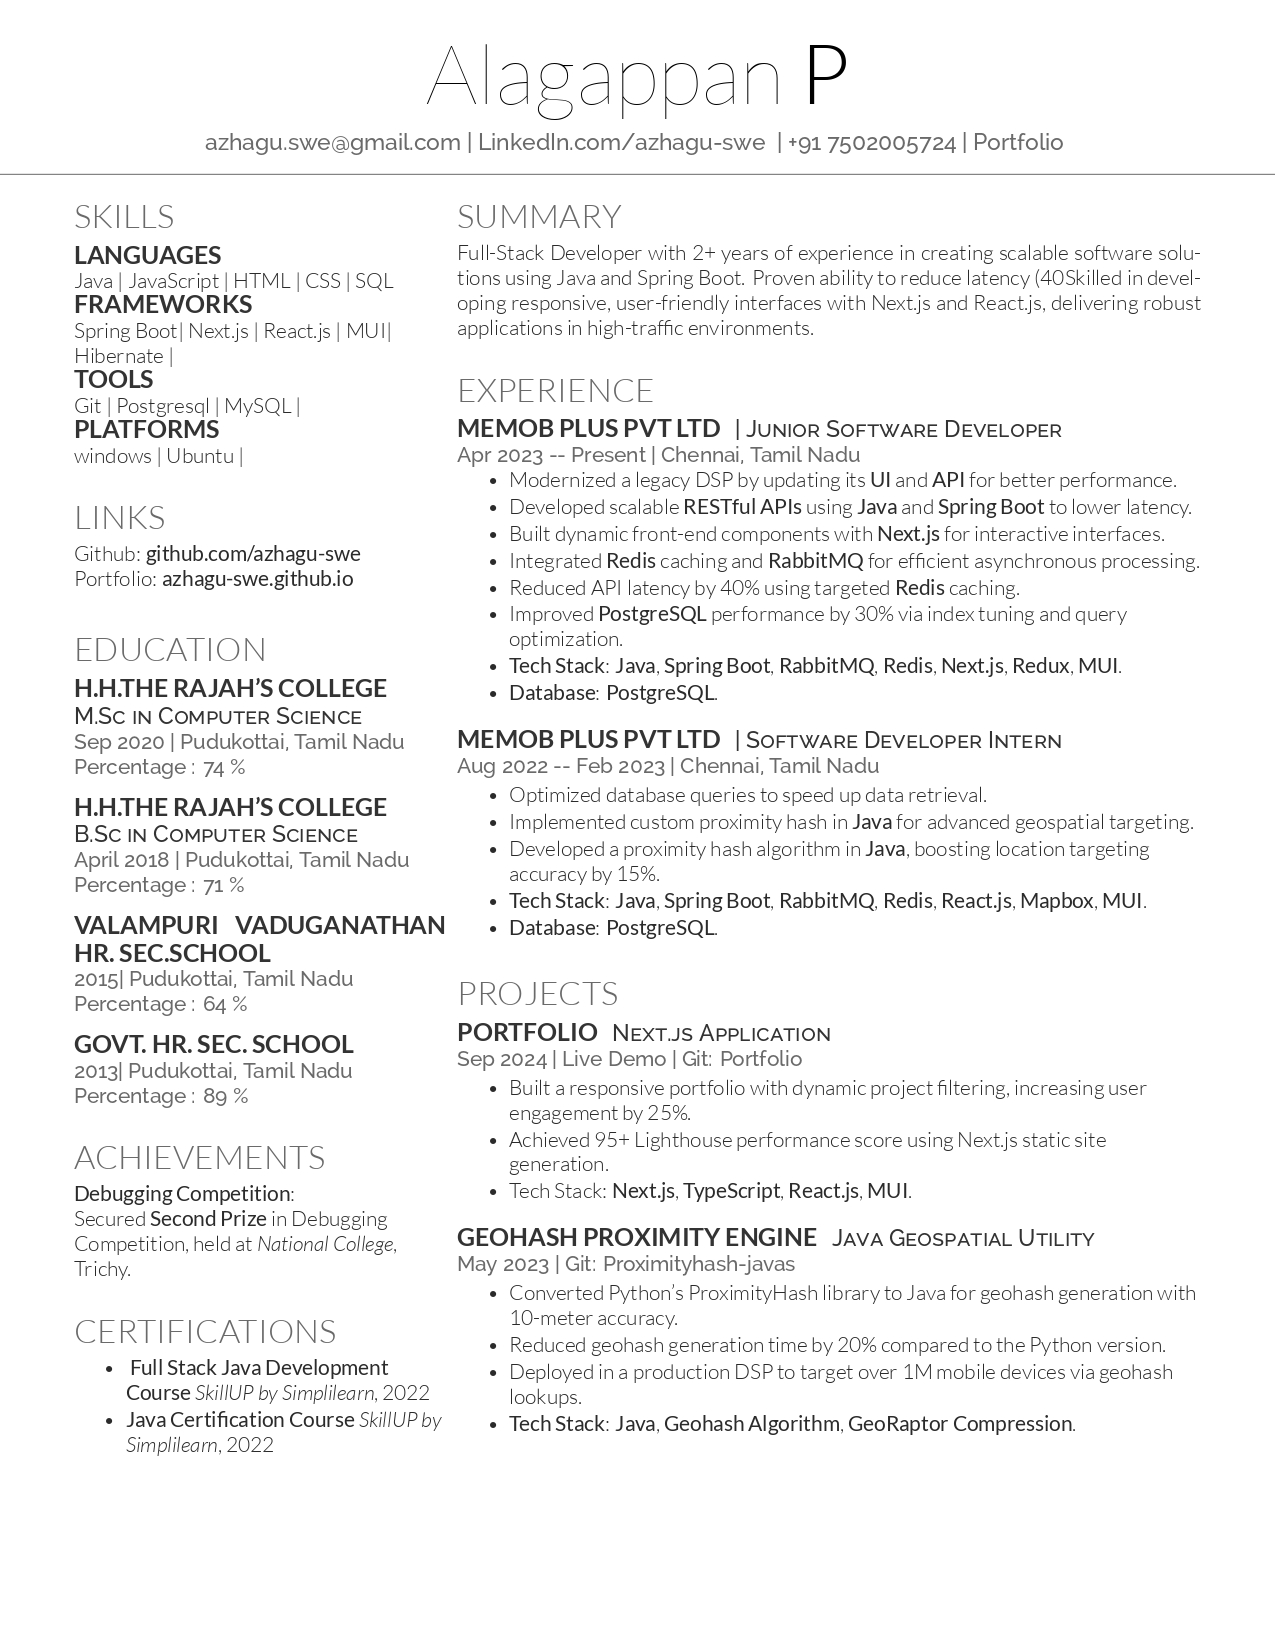 Alagappan P
azhagu.swe@gmail.com | LinkedIn.com/azhagu-swe | +91 7502005724 | Portfolio
SKILLS
LANGUAGES
Java | JavaScript | HTML | CSS | SQL
FRAMEWORKS
Spring Boot| Next.js | React.js | MUI|
Hibernate |
TOOLS
Git | Postgresql | MySQL |
PLATFORMS
windows | Ubuntu |
LINKS
Github: github.com/azhagu-swe
Portfolio: azhagu-swe.github.io
EDUCATION
H.H.THE RAJAH'S COLLEGE
M.Sc in Computer Science
Sep 2020 | Pudukottai, Tamil Nadu
Percentage : 74 %
H.H.THE RAJAH'S COLLEGE
B.Sc in Computer Science
April 2018 | Pudukottai, Tamil Nadu
Percentage : 71 %
VALAMPURI VADUGANATHAN
HR. SEC.SCHOOL
2015| Pudukottai, Tamil Nadu
Percentage : 64 %
GOVT. HR. SEC. SCHOOL
2013| Pudukottai, Tamil Nadu
Percentage : 89 %
ACHIEVEMENTS
Debugging Competition:
Secured Second Prize in Debugging
Competition, held at National College,
Trichy.
CERTIFICATIONS
• Full Stack Java Development
Course SkillUP by Simplilearn, 2022
• Java Certification Course SkillUP by
Simplilearn, 2022
SUMMARY
Full-Stack Developer with 2+ years of experience in creating scalable software solu-
tions using Java and Spring Boot. Proven ability to reduce latency (40Skilled in devel-
oping responsive, user-friendly interfaces with Next.js and React.js, delivering robust
applications in high-traffic environments.
EXPERIENCE
MEMOB PLUS PVT LTD | Junior Software Developer
Apr 2023 -- Present | Chennai, Tamil Nadu
• Modernized a legacy DSP by updating its UI and API for better performance.
• Developed scalable RESTful APIs using Java and Spring Boot to lower latency.
• Built dynamic front-end components with Next.js for interactive interfaces.
• Integrated Redis caching and RabbitMQ for efficient asynchronous processing.
• Reduced API latency by 40% using targeted Redis caching.
• Improved PostgreSQL performance by 30% via index tuning and query
optimization.
• Tech Stack: Java, Spring Boot, RabbitMQ, Redis, Next.js, Redux, MUI.
• Database: PostgreSQL.
MEMOB PLUS PVT LTD | Software Developer Intern
Aug 2022 -- Feb 2023 | Chennai, Tamil Nadu
• Optimized database queries to speed up data retrieval.
• Implemented custom proximity hash in Java for advanced geospatial targeting.
• Developed a proximity hash algorithm in Java, boosting location targeting
accuracy by 15%.
• Tech Stack: Java, Spring Boot, RabbitMQ, Redis, React.js, Mapbox, MUI.
• Database: PostgreSQL.
PROJECTS
PORTFOLIO Next.js Application
Sep 2024 | Live Demo | Git: Portfolio
• Built a responsive portfolio with dynamic project filtering, increasing user
engagement by 25%.
• Achieved 95+ Lighthouse performance score using Next.js static site
generation.
• Tech Stack: Next.js, TypeScript, React.js, MUI.
GEOHASH PROXIMITY ENGINE Java Geospatial Utility
May 2023 | Git: Proximityhash-javas
• Converted Python's ProximityHash library to Java for geohash generation with
10-meter accuracy.
• Reduced geohash generation time by 20% compared to the Python version.
• Deployed in a production DSP to target over 1M mobile devices via geohash
lookups.
• Tech Stack: Java, Geohash Algorithm, GeoRaptor Compression.